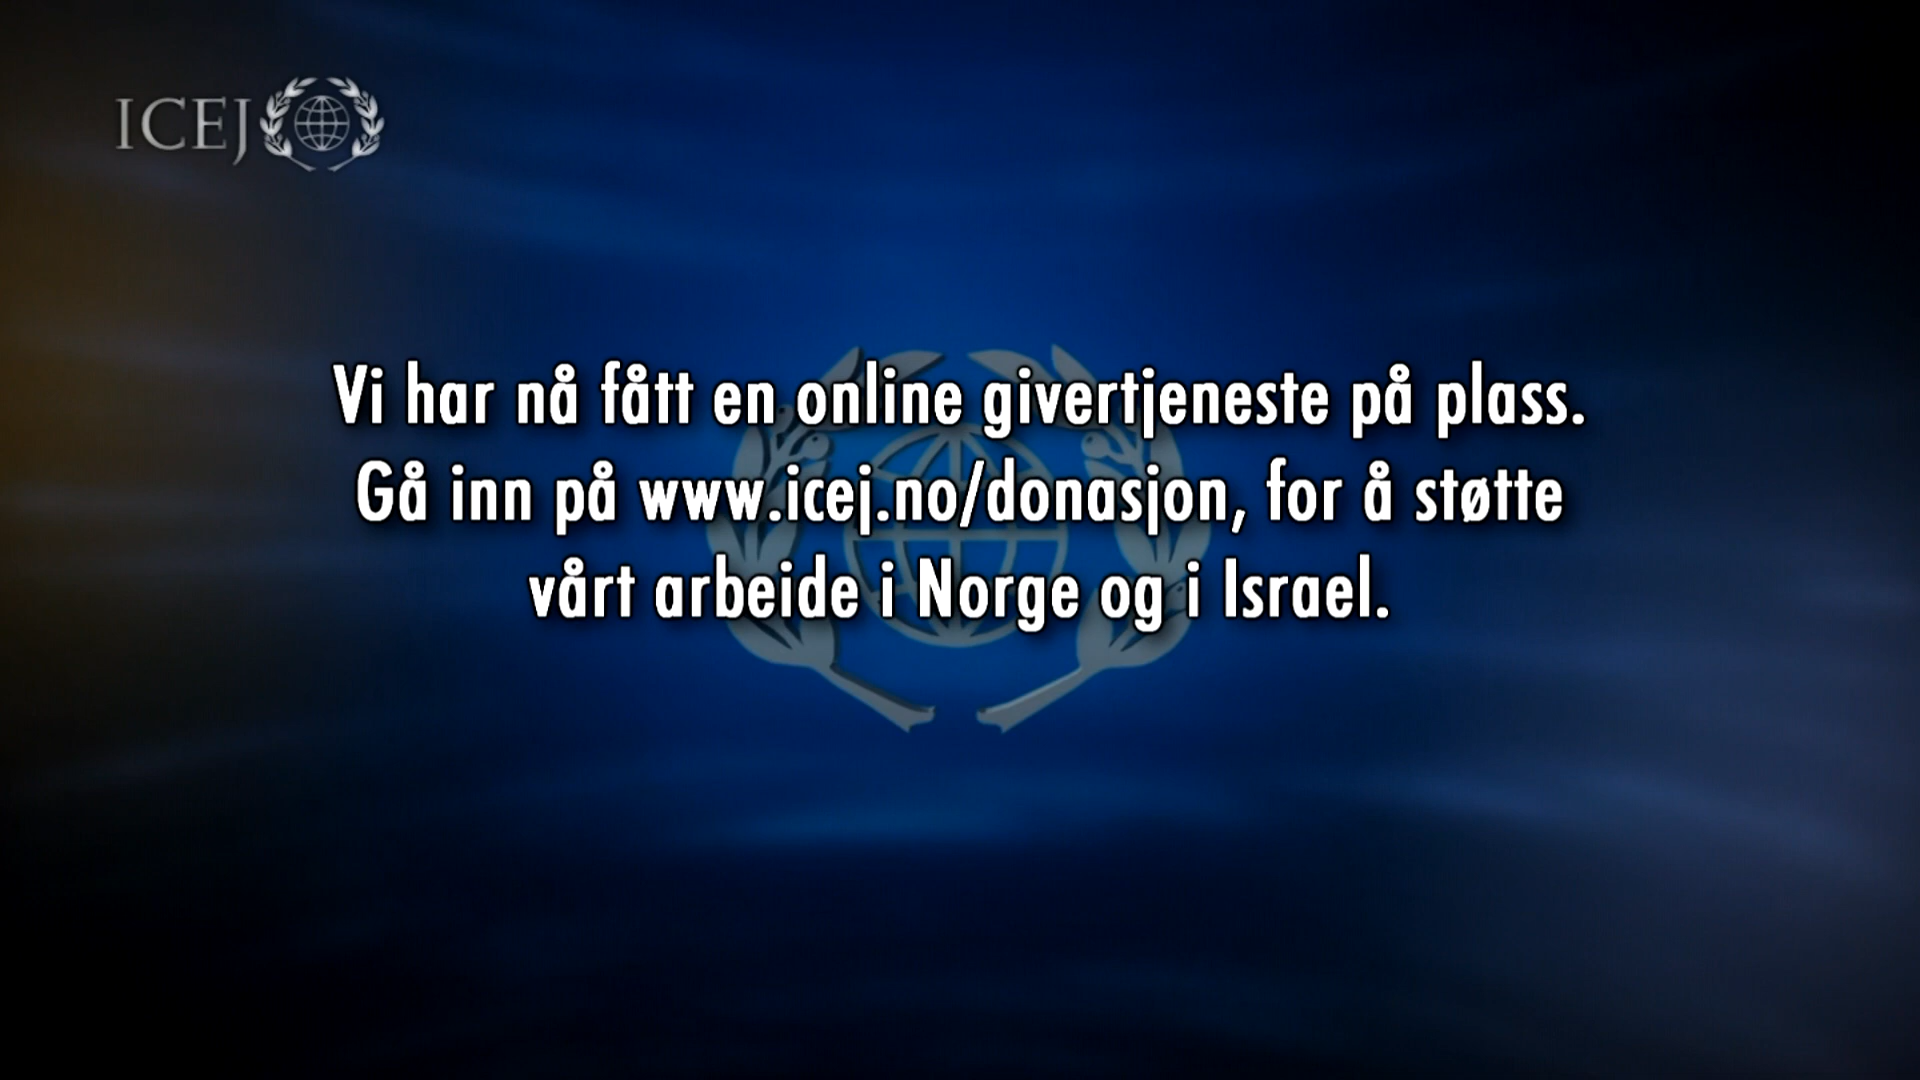 ICEJ
Vi har nå fått en online givertjeneste på plass.
Gå inn på www.icej.no/donasjon, for å støtte
vårt arbeide i Norge og i Israel.